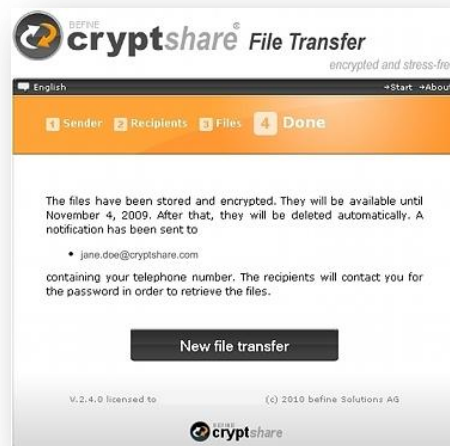 BEFINE
cryptshare® File Transfer
encrypted and stress-fre
English →Start →About
1 Sender 2 Recipients 3 Files 4 Done
The files have been stored and encrypted. They will be available until
November 4, 2009. After that, they will be deleted automatically. A
notification has been sent to
• jane.doe@cryptshare.com
containing your telephone number. The recipients will contact you for
the password in order to retrieve the files.
New file transfer
V.2.4.0 licensed to (c) 2010 befine Solutions AG
BEFINE
cryptshare